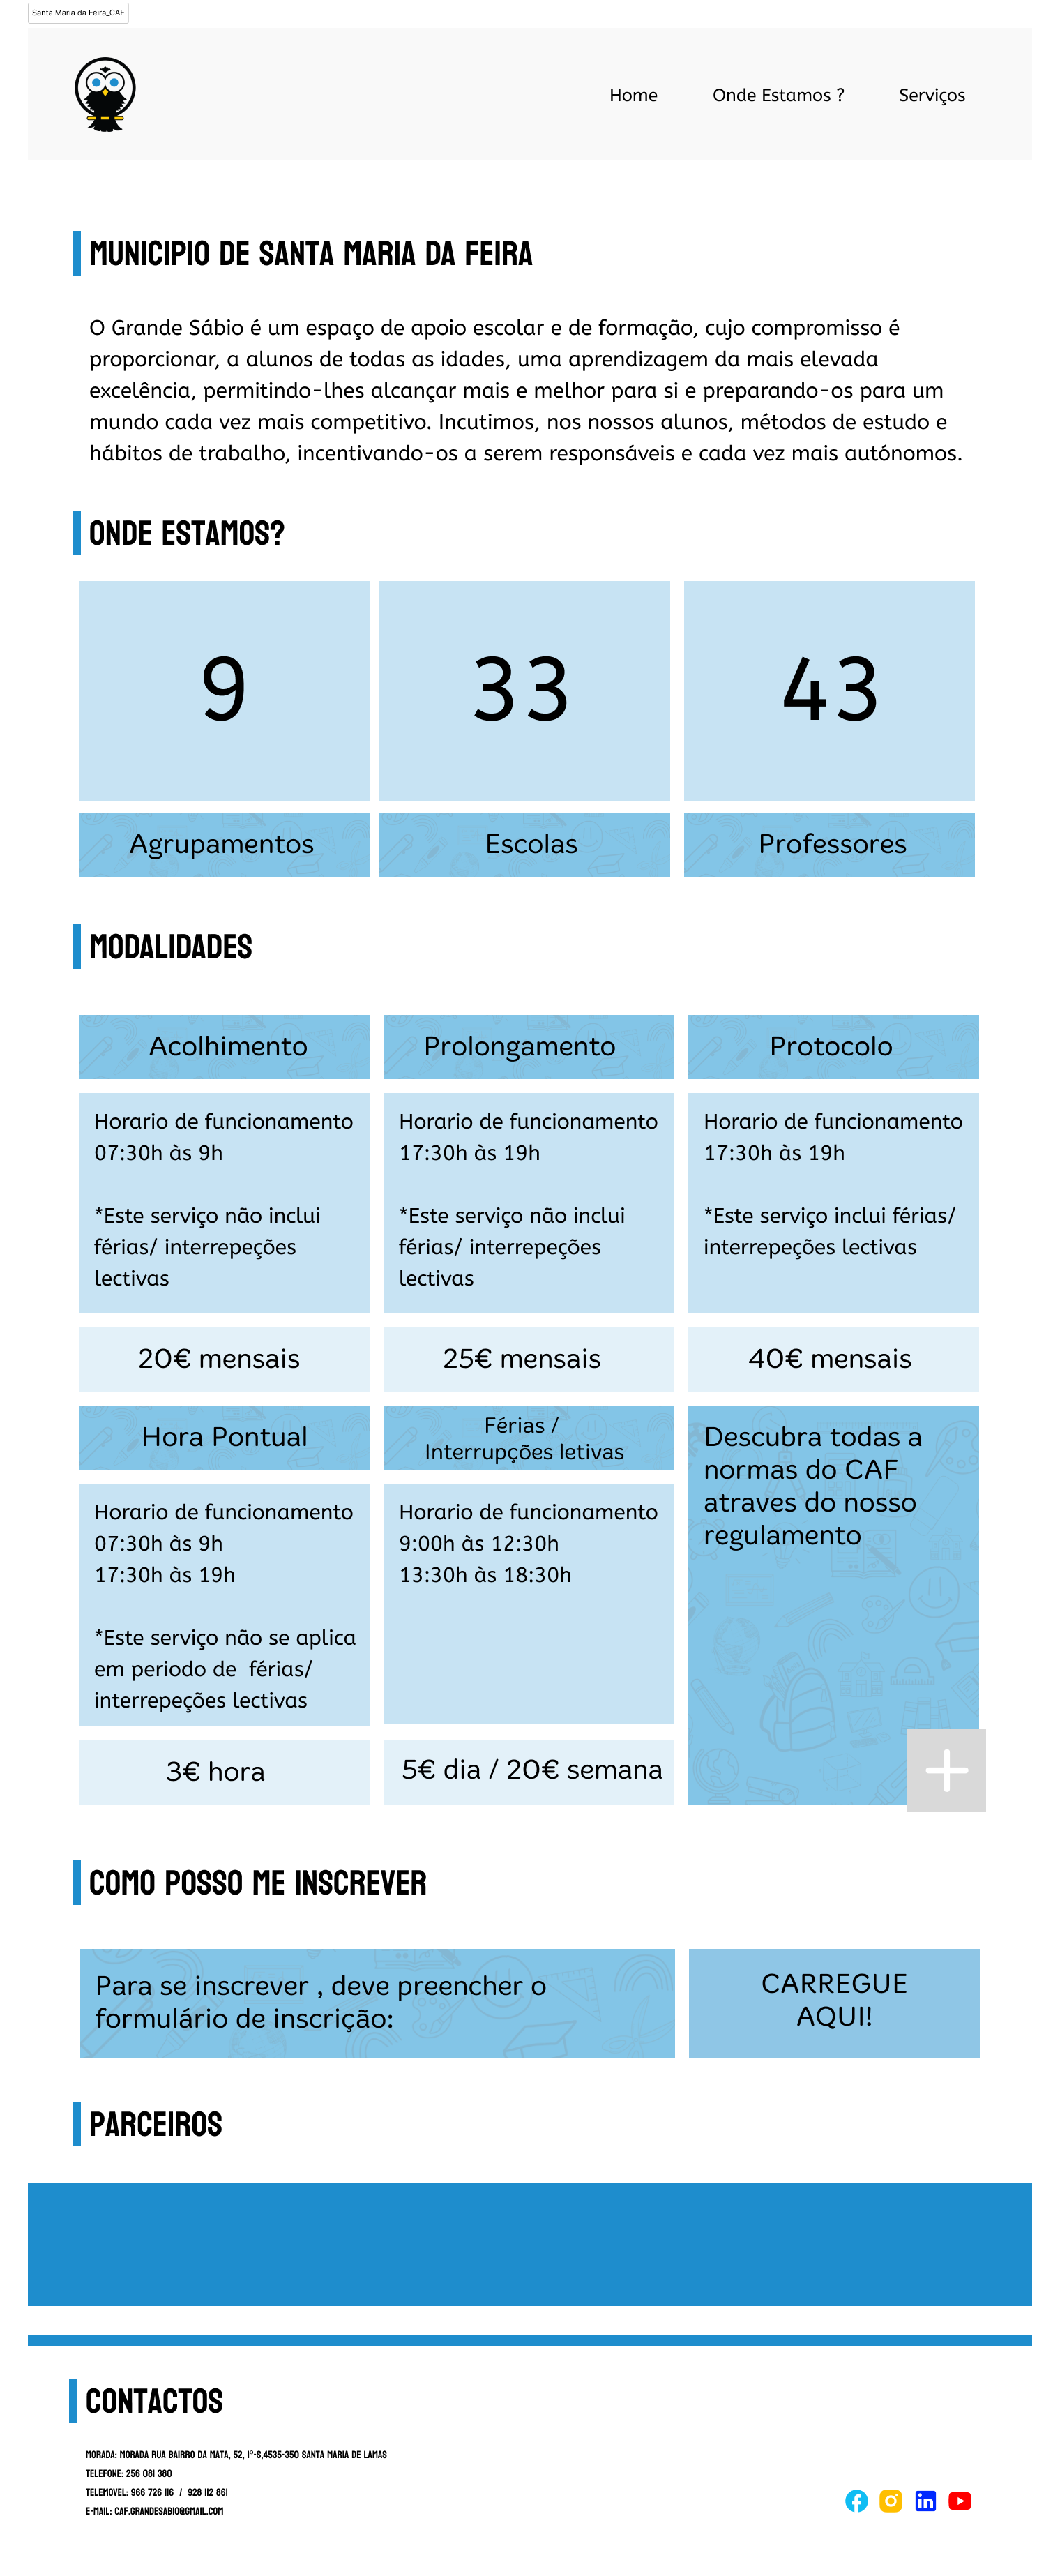 Santa Maria da Feira_CAF
Home
Onde Estamos ?
Serviços
MUNICIPIO DE SANTA MARIA DA FEIRA
O Grande Sábio é um espaço de apoio escolar e de formação, cujo compromisso é
proporcionar, a alunos de todas as idades, uma aprendizagem da mais elevada
excelência, permitindo-lhes alcançar mais e melhor para si e preparando-os para um
mundo cada vez mais competitivo. Incutimos, nos nossos alunos, métodos de estudo e
hábitos de trabalho, incentivando-os a serem responsáveis e cada vez mais autónomos.
ONDE ESTAMOS?
9
33
43
Agrupamentos
Escolas
Professores
MODALIDADES
Acolhimento
Horario de funcionamento
07:30h às 9h
*Este serviço não inclui
férias/ interrepeções
lectivas
20€ mensais
Prolongamento
Horario de funcionamento
17:30h às 19h
*Este serviço não inclui
férias/ interrepeções
lectivas
25€ mensais
Protocolo
Horario de funcionamento
17:30h às 19h
*Este serviço inclui férias/
interrepeções lectivas
40€ mensais
Hora Pontual
Horario de funcionamento
07:30h às 9h
17:30h às 19h
*Este serviço não se aplica
em periodo de  férias/
interrepeções lectivas
3€ hora
Férias /
Interrupções letivas
Horario de funcionamento
9:00h às 12:30h
13:30h às 18:30h
5€ dia / 20€ semana
Descubra todas a
normas do CAF
atraves do nosso
regulamento
COMO POSSO ME INSCREVER
Para se inscrever , deve preencher o
formulário de inscrição:
CARREGUE
AQUI!
PARCEIROS
CONTACTOS
MORADA: MORADA RUA BAIRRO DA MATA, 52, 1º-S,4535-350 SANTA MARIA DE LAMAS
TELEFONE: 256 081 380
TELEMOVEL: 966 726 116  /  928 112 861
E-MAIL: CAF.GRANDESABIO@GMAIL.COM